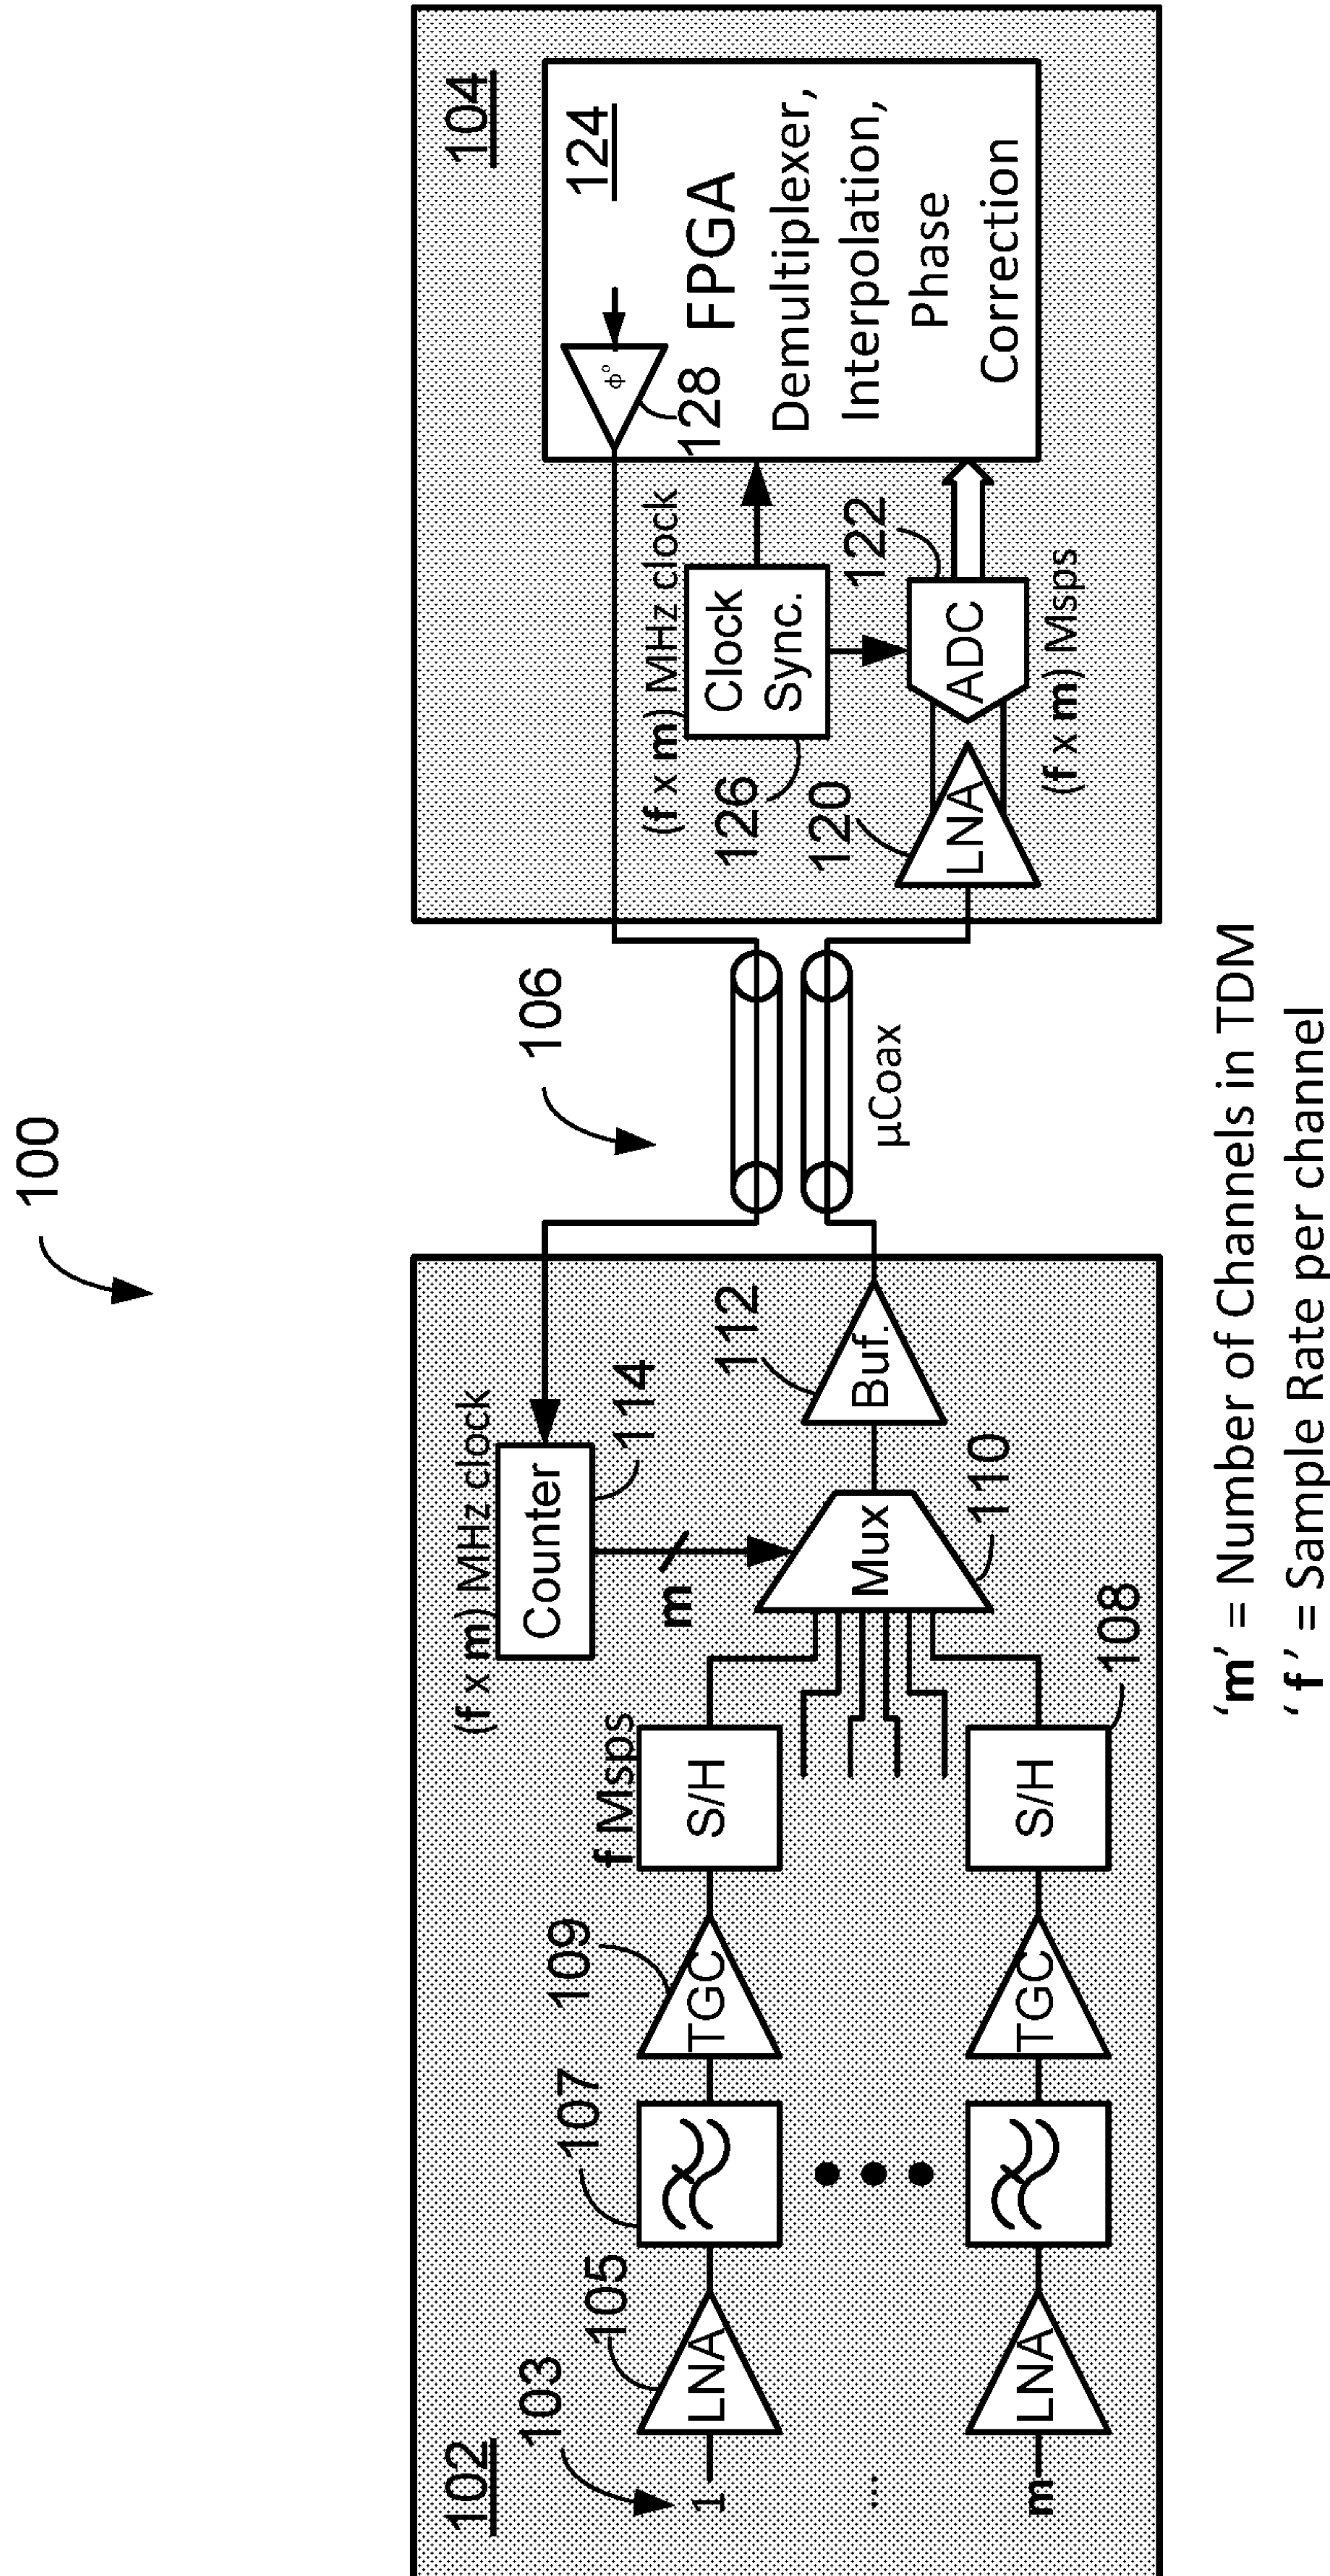 100
102
103
1
...
m
LNA
105
LNA
107
109
TGC
TGC
f Msps
S/H
S/H
108
(f x m) MHz clock
Counter
114
m
Mux
110
Buf.
112
106
µCoax
104
LNA
120
ADC
122
(f x m) Msps
(f x m) MHz clock
Clock
Sync.
126
φ°
128
124
FPGA
Demultiplexer,
Interpolation,
Phase
Correction
‘m’ = Number of Channels in TDM
‘f’ = Sample Rate per channel